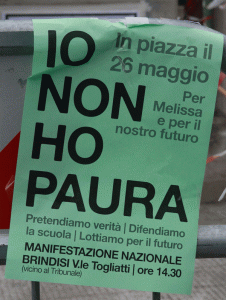 IO
NON
HO
PAURA
In piazza il
26 maggio
Per
Melissa
e per il
nostro futuro
Pretendiamo verità | Difendiamo
la scuola | Lottiamo per il futuro
MANIFESTAZIONE NAZIONALE
BRINDISI V.le Togliatti | ore 14.30
(vicino al Tribunale)